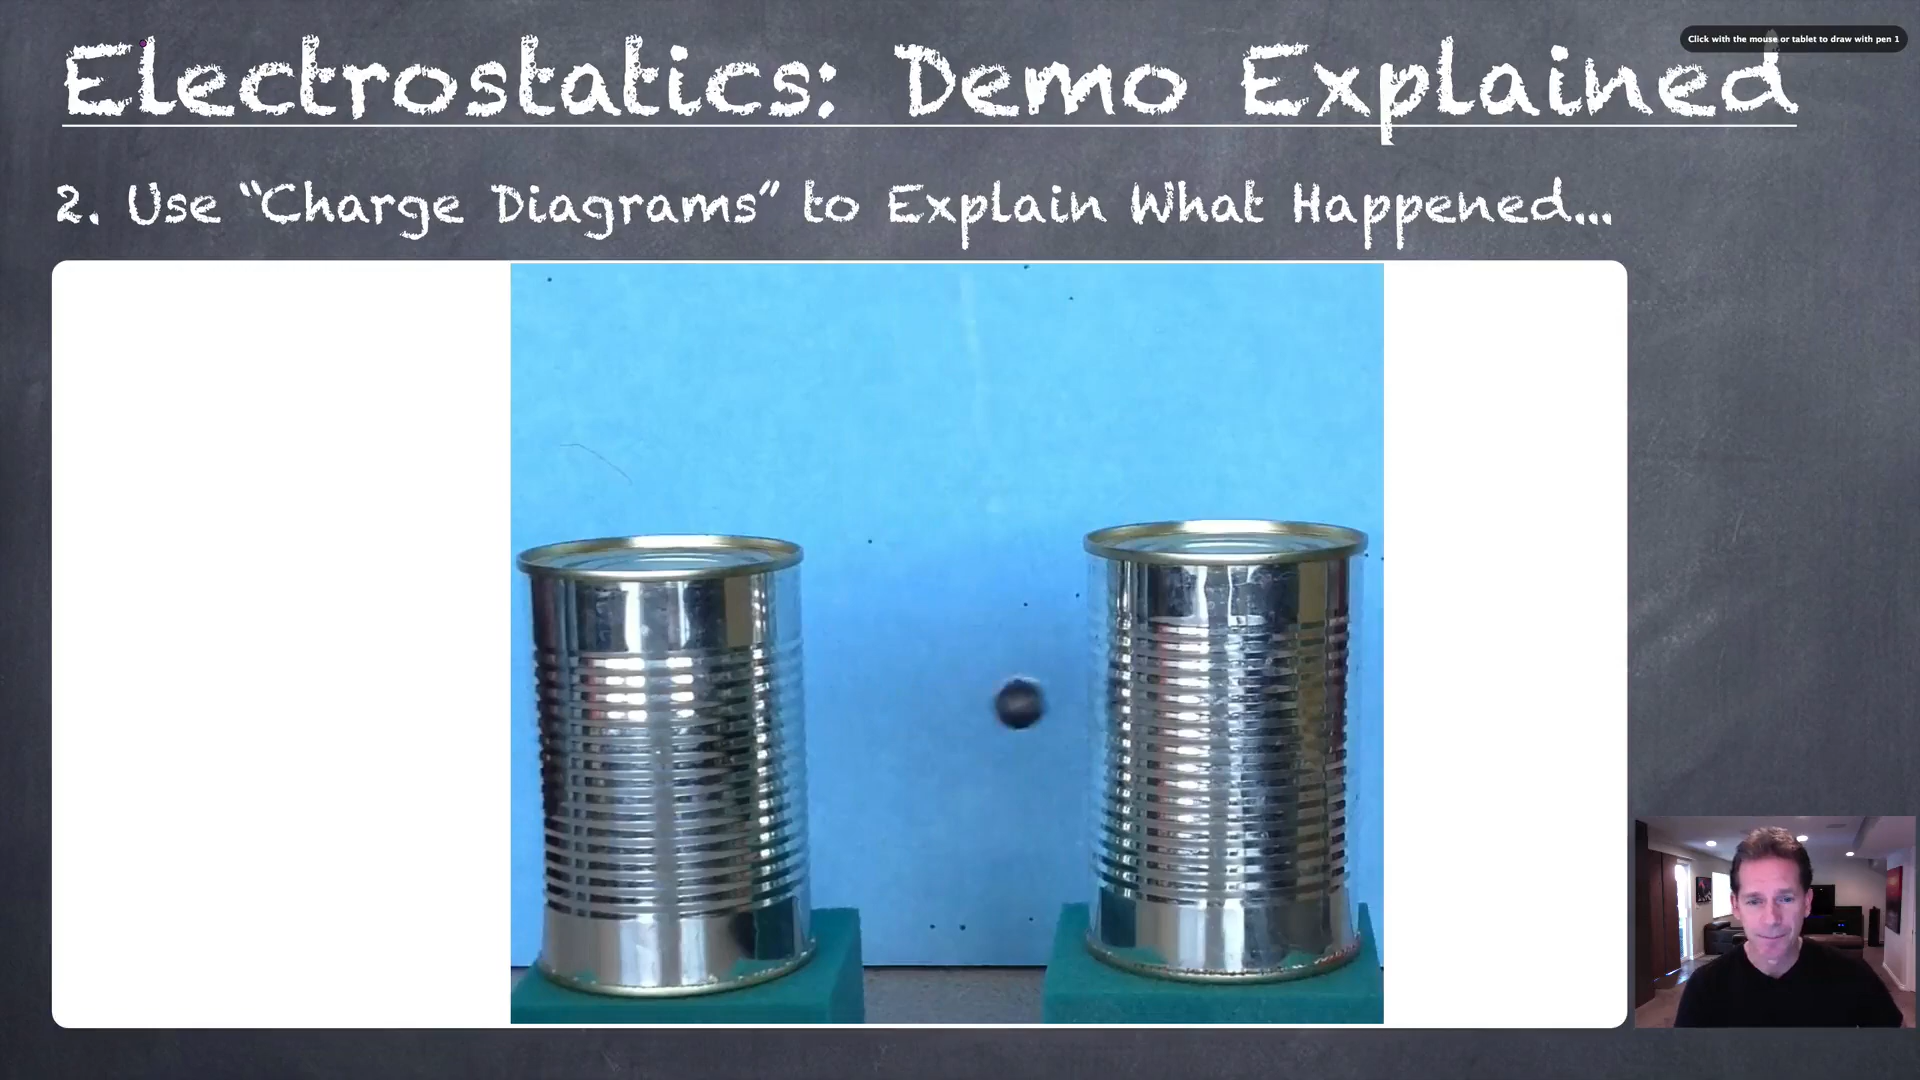 Electrostatics: Demo Explained
Click with the mouse or tablet to draw with pen 1
2. Use “Charge Diagrams” to Explain What Happened...